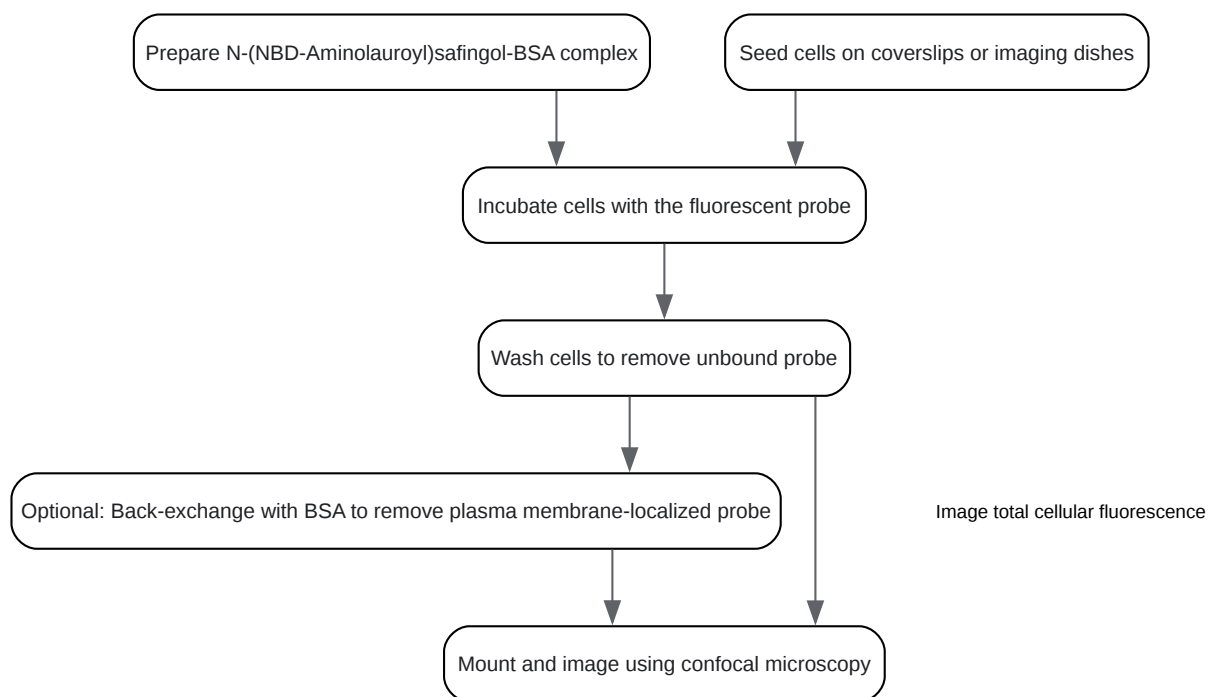 Prepare N-(NBD-Aminolauroyl)safingol-BSA complex
Seed cells on coverslips or imaging dishes
Incubate cells with the fluorescent probe
Wash cells to remove unbound probe
Optional: Back-exchange with BSA to remove plasma membrane-localized probe
Image total cellular fluorescence
Mount and image using confocal microscopy